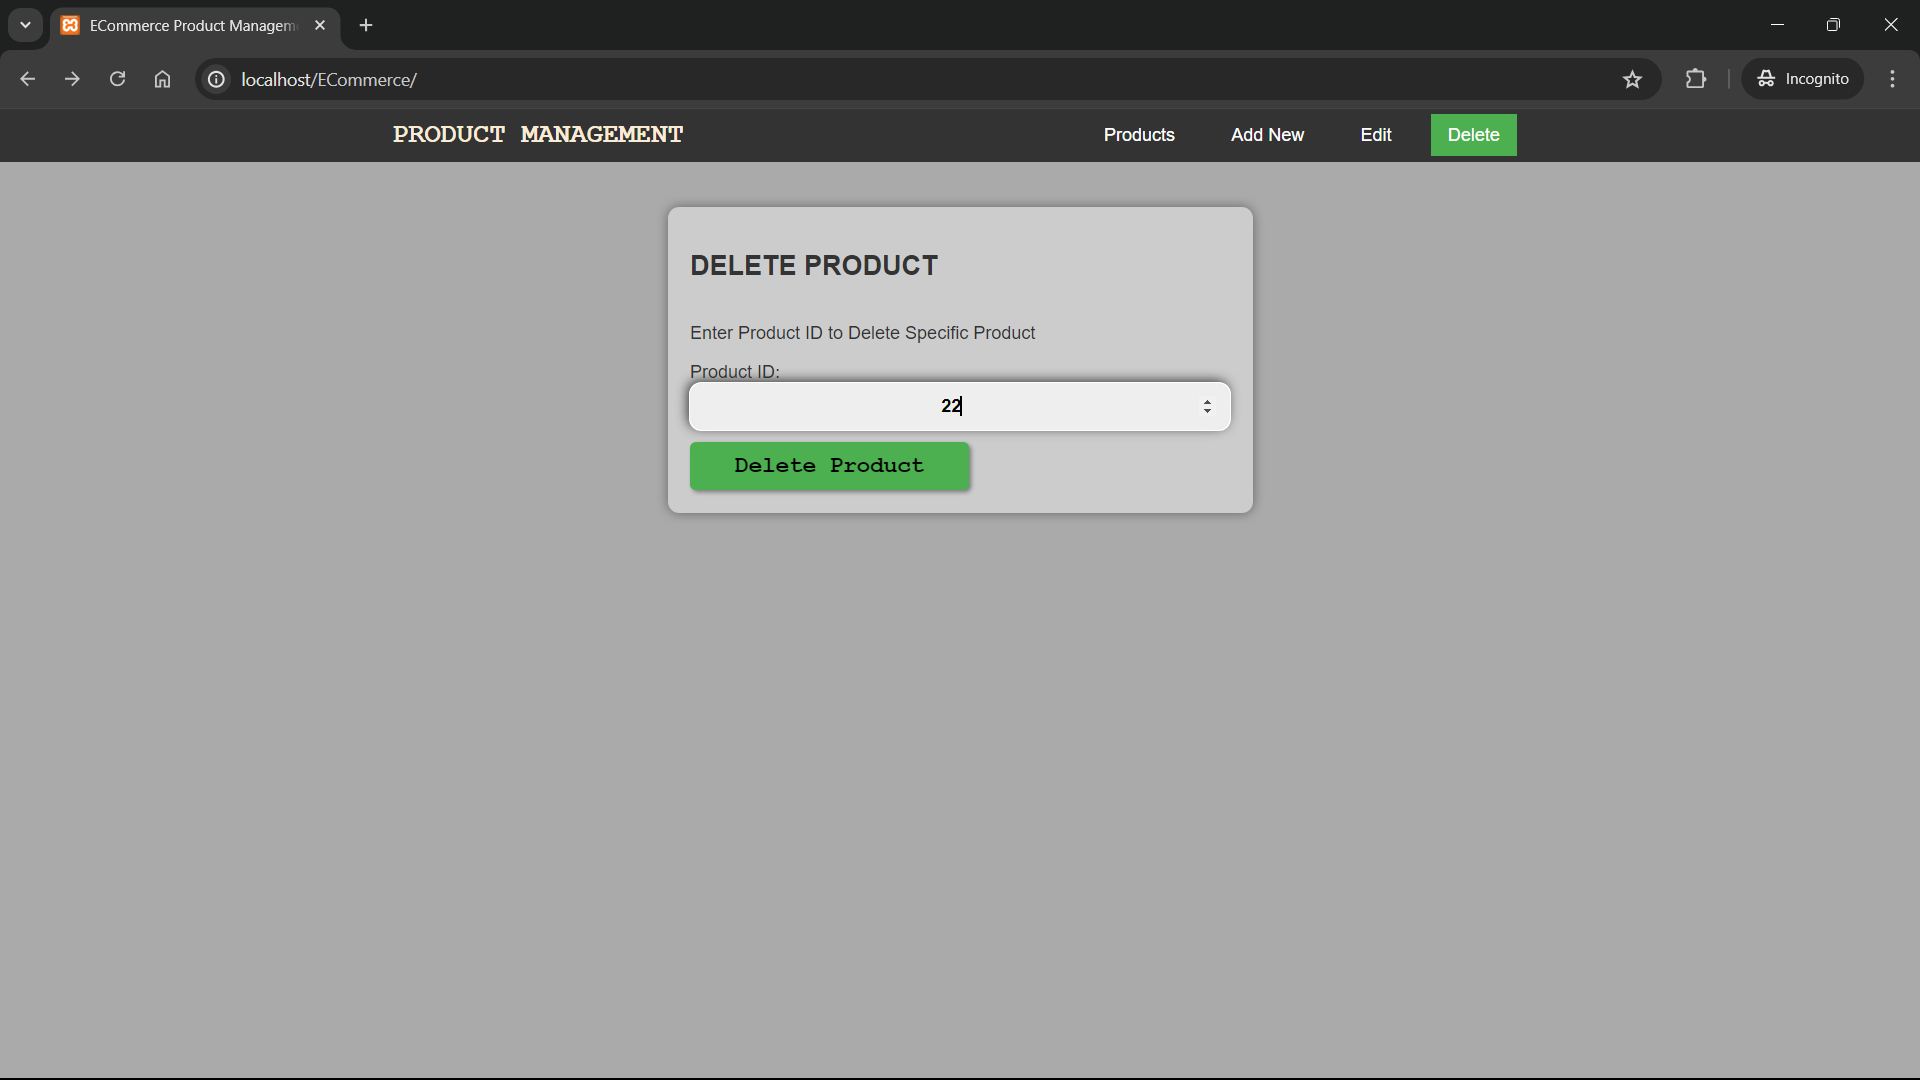 ECommerce Product Managem
localhost/ECommerce/
Incognito
PRODUCT MANAGEMENT
Products
Add New
Edit
Delete
DELETE PRODUCT
Enter Product ID to Delete Specific Product
Product ID:
22
Delete Product